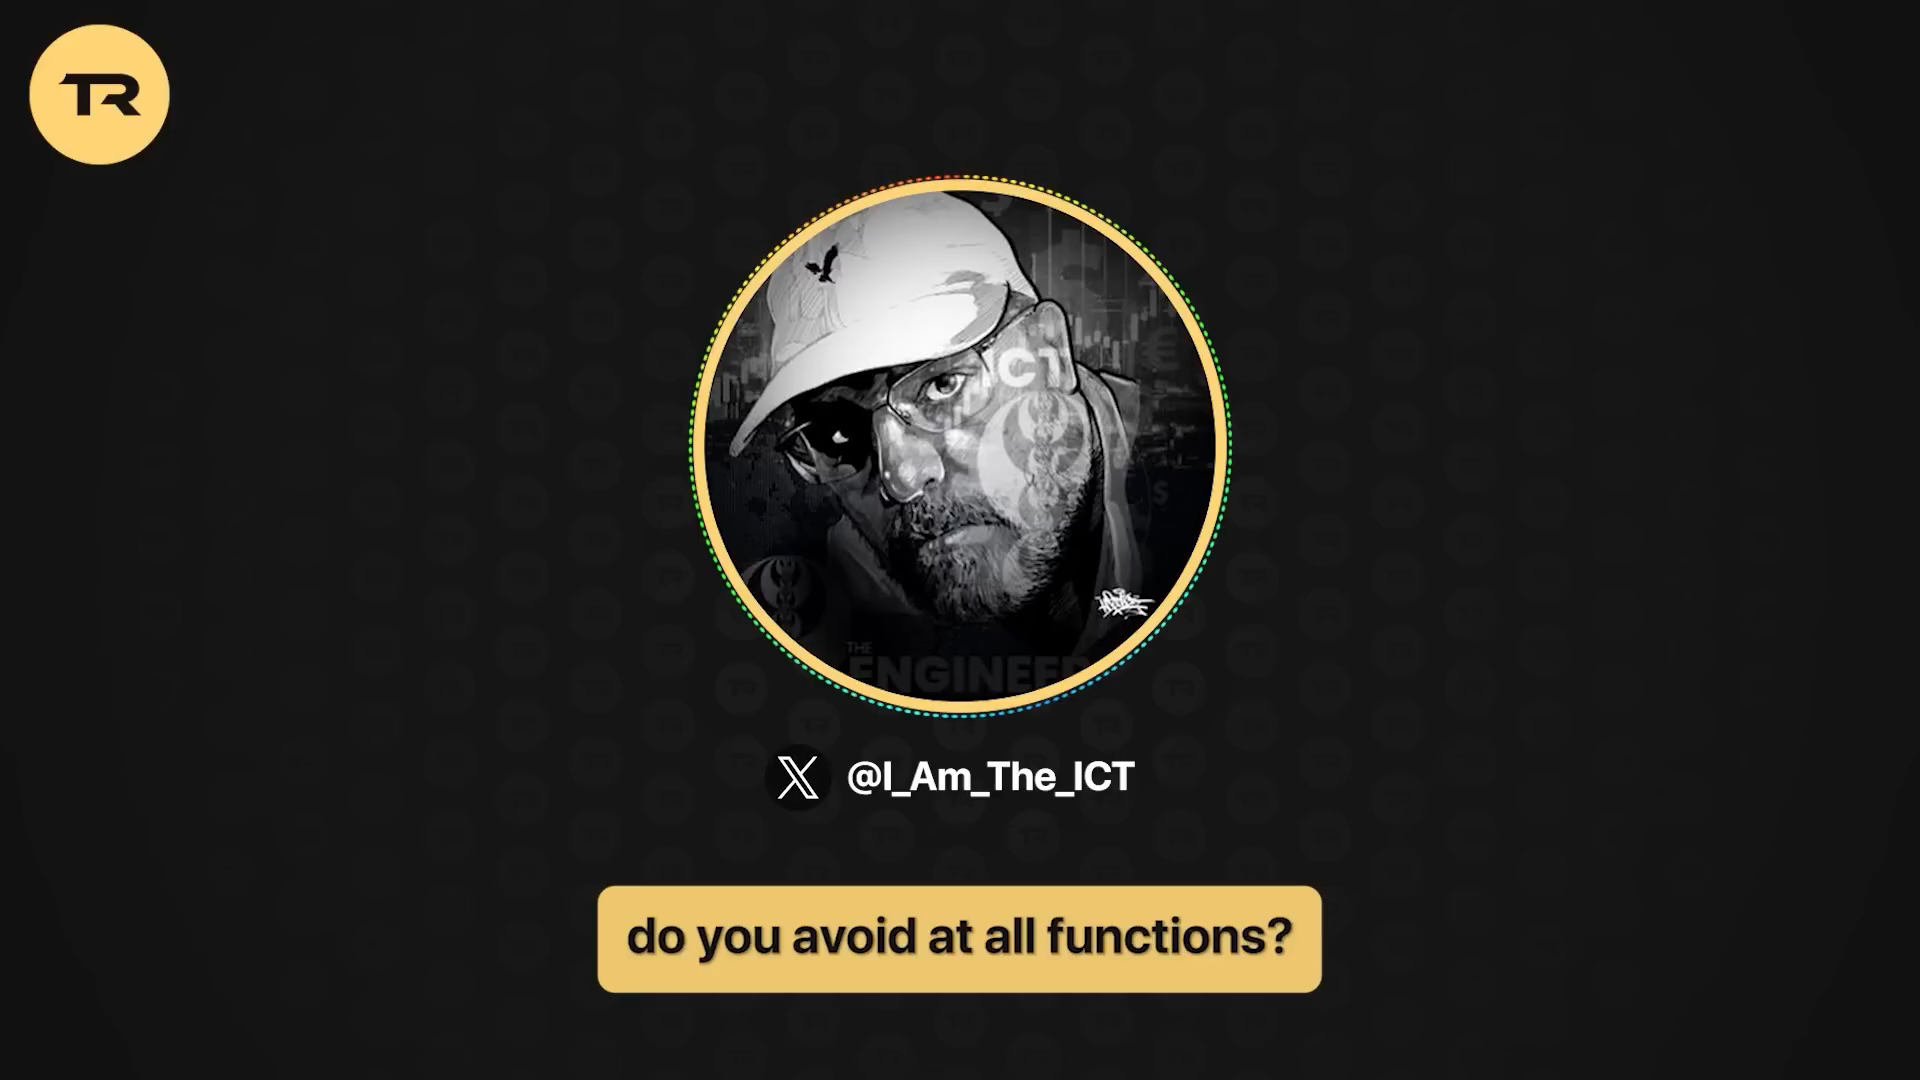 TR
ICT
THE
ENGINEER
@I_Am_The_ICT
do you avoid at all functions?